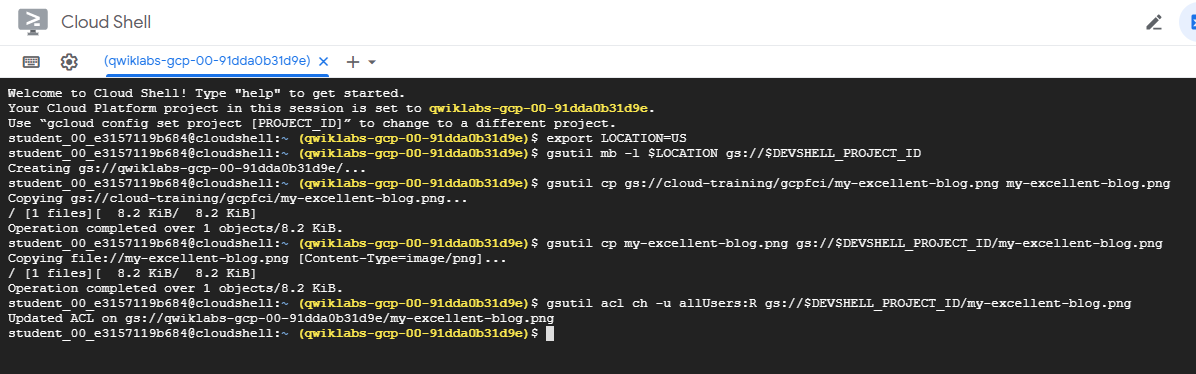 Cloud Shell
(qwiklabs-gcp-00-91dda0b31d9e)
Welcome to Cloud Shell! Type "help" to get started.
Your Cloud Platform project in this session is set to qwiklabs-gcp-00-91dda0b31d9e.
Use “gcloud config set project [PROJECT_ID]” to change to a different project.
student_00_e3157119b684@cloudshell:~ (qwiklabs-gcp-00-91dda0b31d9e)$ export LOCATION=US
student_00_e3157119b684@cloudshell:~ (qwiklabs-gcp-00-91dda0b31d9e)$ gsutil mb -l $LOCATION gs://$DEVSHELL_PROJECT_ID
Creating gs://qwiklabs-gcp-00-91dda0b31d9e/...
student_00_e3157119b684@cloudshell:~ (qwiklabs-gcp-00-91dda0b31d9e)$ gsutil cp gs://cloud-training/gcpfci/my-excellent-blog.png my-excellent-blog.png
Copying gs://cloud-training/gcpfci/my-excellent-blog.png...
/ [1 files][  8.2 KiB/  8.2 KiB]
Operation completed over 1 objects/8.2 KiB.
student_00_e3157119b684@cloudshell:~ (qwiklabs-gcp-00-91dda0b31d9e)$ gsutil cp my-excellent-blog.png gs://$DEVSHELL_PROJECT_ID/my-excellent-blog.png
Copying file://my-excellent-blog.png [Content-Type=image/png]...
/ [1 files][  8.2 KiB/  8.2 KiB]
Operation completed over 1 objects/8.2 KiB.
student_00_e3157119b684@cloudshell:~ (qwiklabs-gcp-00-91dda0b31d9e)$ gsutil acl ch -u allUsers:R gs://$DEVSHELL_PROJECT_ID/my-excellent-blog.png
Updated ACL on gs://qwiklabs-gcp-00-91dda0b31d9e/my-excellent-blog.png
student_00_e3157119b684@cloudshell:~ (qwiklabs-gcp-00-91dda0b31d9e)$